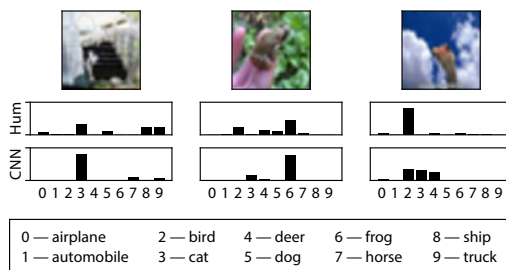 Hum
CNN
0 1 2 3 4 5 6 7 8 9
0 1 2 3 4 5 6 7 8 9
0 1 2 3 4 5 6 7 8 9
0 — airplane 2 — bird 4 — deer 6 — frog 8 — ship
1 — automobile 3 — cat 5 — dog 7 — horse 9 — truck